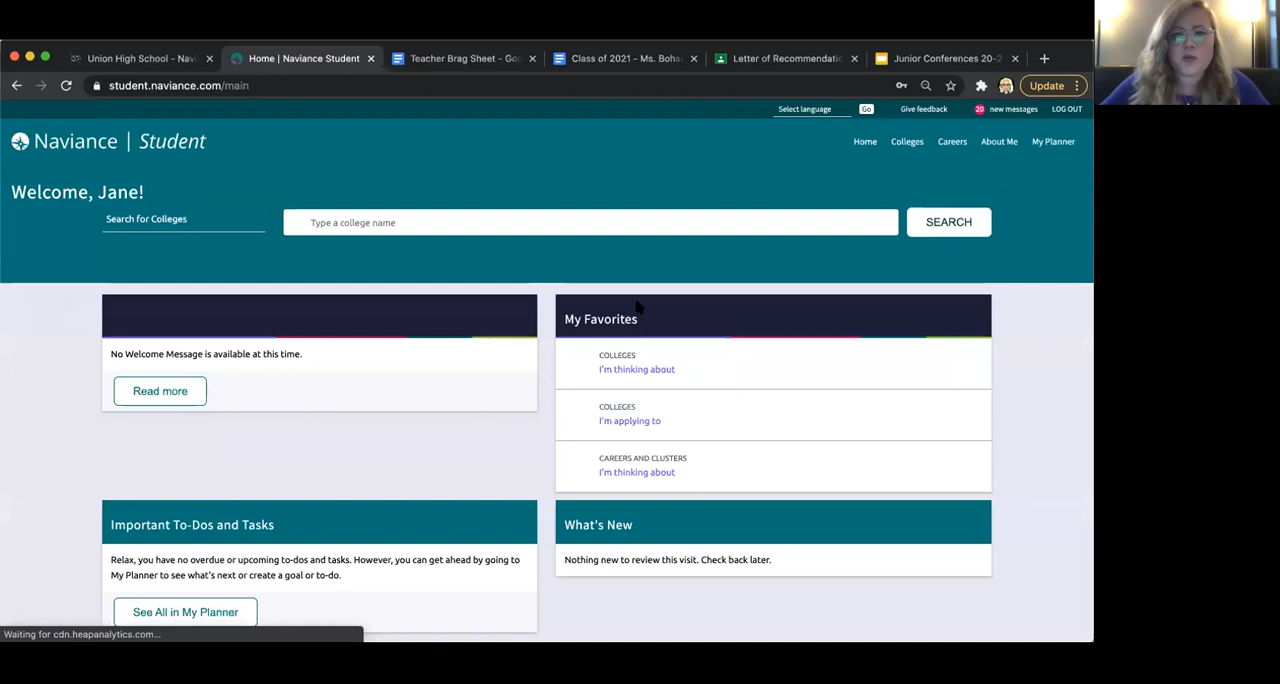 Union High School - Navi
Home | Naviance Student
Teacher Brag Sheet - Goo
Class of 2021 - Ms. Bohse
Letter of Recommendatio
Junior Conferences 20-2
student.naviance.com/main
Update
Select language
Go
Give feedback
20 new messages
LOG OUT
Naviance | Student
Home
Colleges
Careers
About Me
My Planner
Welcome, Jane!
Search for Colleges
Type a college name
SEARCH
No Welcome Message is available at this time.
Read more
My Favorites
COLLEGES
I'm thinking about
COLLEGES
I'm applying to
CAREERS AND CLUSTERS
I'm thinking about
Important To-Dos and Tasks
Relax, you have no overdue or upcoming to-dos and tasks. However, you can get ahead by going to
My Planner to see what's next or create a goal or to-do.
See All in My Planner
What's New
Nothing new to review this visit. Check back later.
Waiting for cdn.heapanalytics.com...